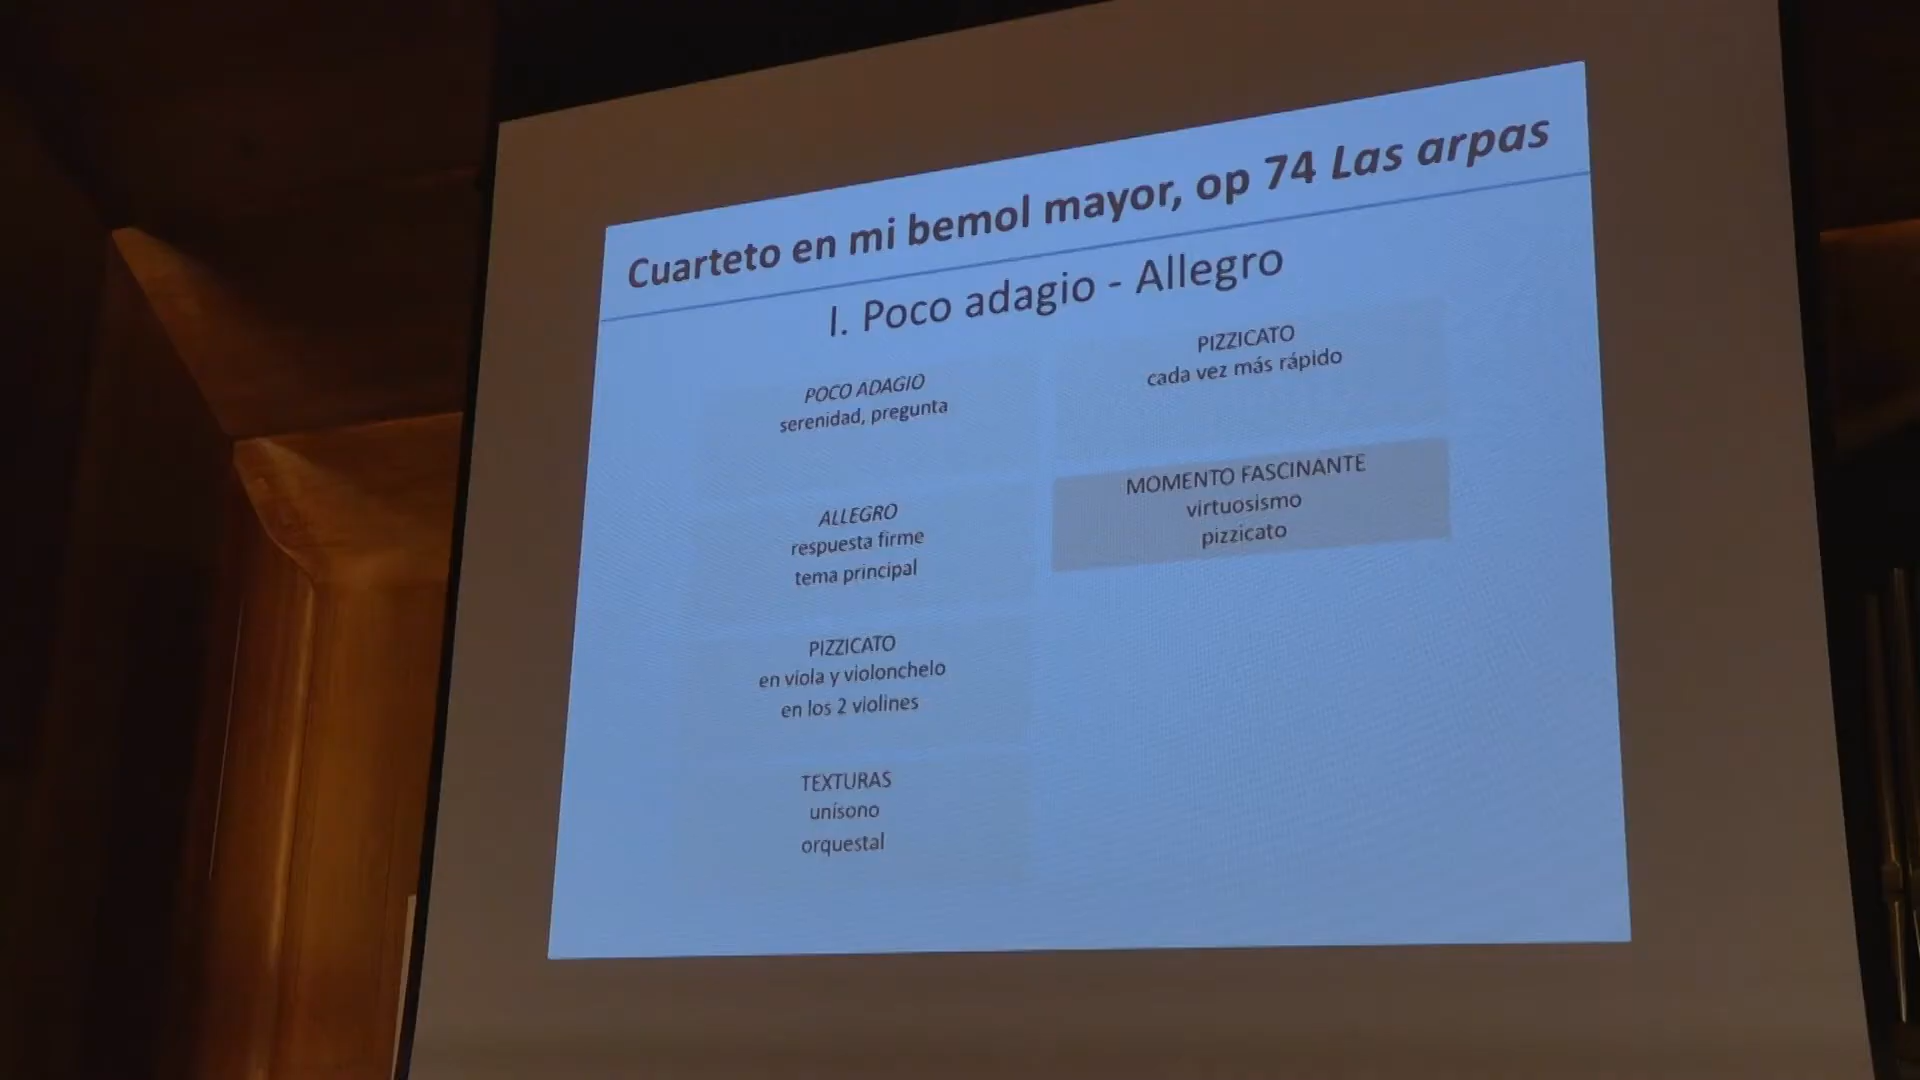 Cuarteto en mi bemol mayor, op 74 Las arpas
I. Poco adagio - Allegro
POCO ADAGIO
serenidad, pregunta
ALLEGRO
respuesta firme
tema principal
PIZZICATO
en viola y violonchelo
en los 2 violines
TEXTURAS
unísono
orquestal
PIZZICATO
cada vez más rápido
MOMENTO FASCINANTE
virtuosismo
pizzicato